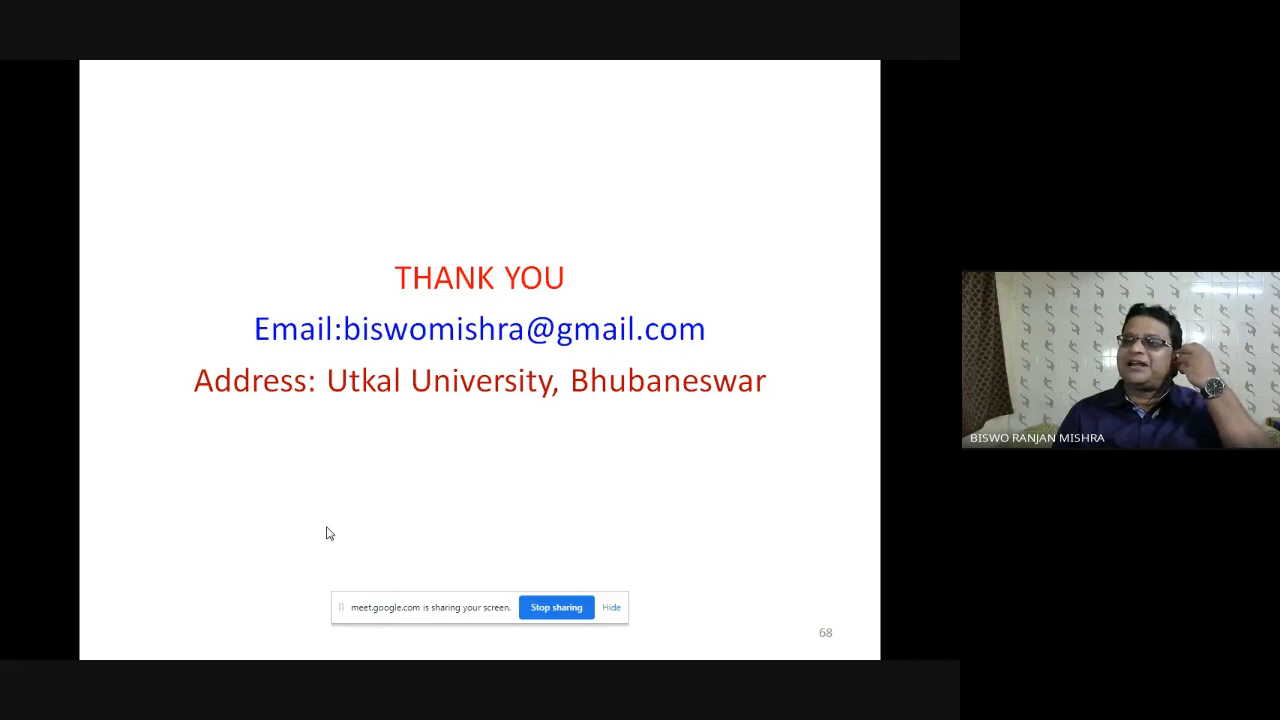 THANK YOU
Email:biswomishra@gmail.com
Address: Utkal University, Bhubaneswar
BISWO RANJAN MISHRA
meet.google.com is sharing your screen. Stop sharing Hide
68